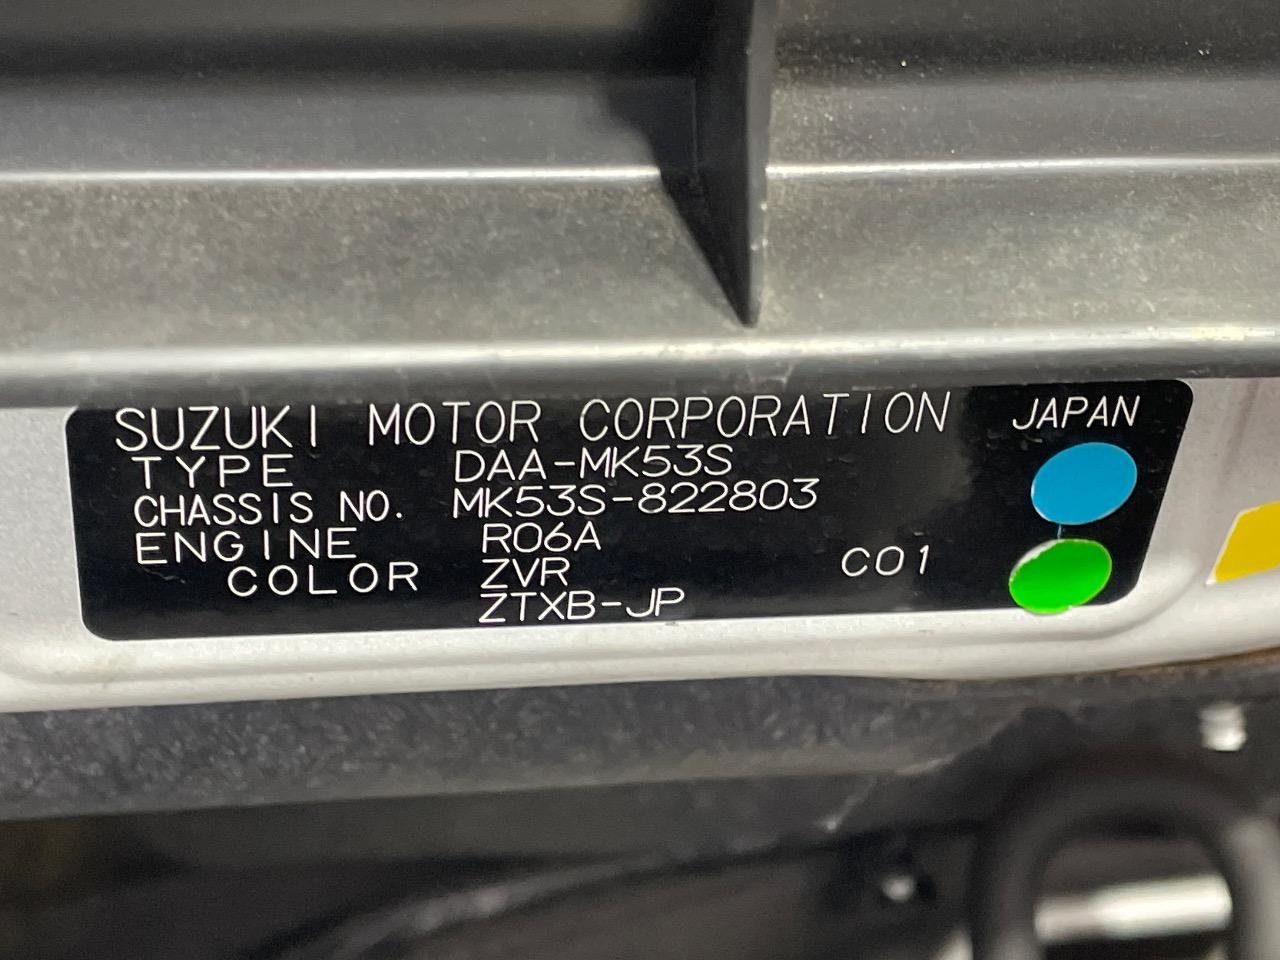 SUZUKI MOTOR CORPORATION JAPAN
TYPE DAA-MK53S
CHASSIS NO. MK53S-822803
ENGINE R06A
COLOR ZVR C01
ZTXB-JP